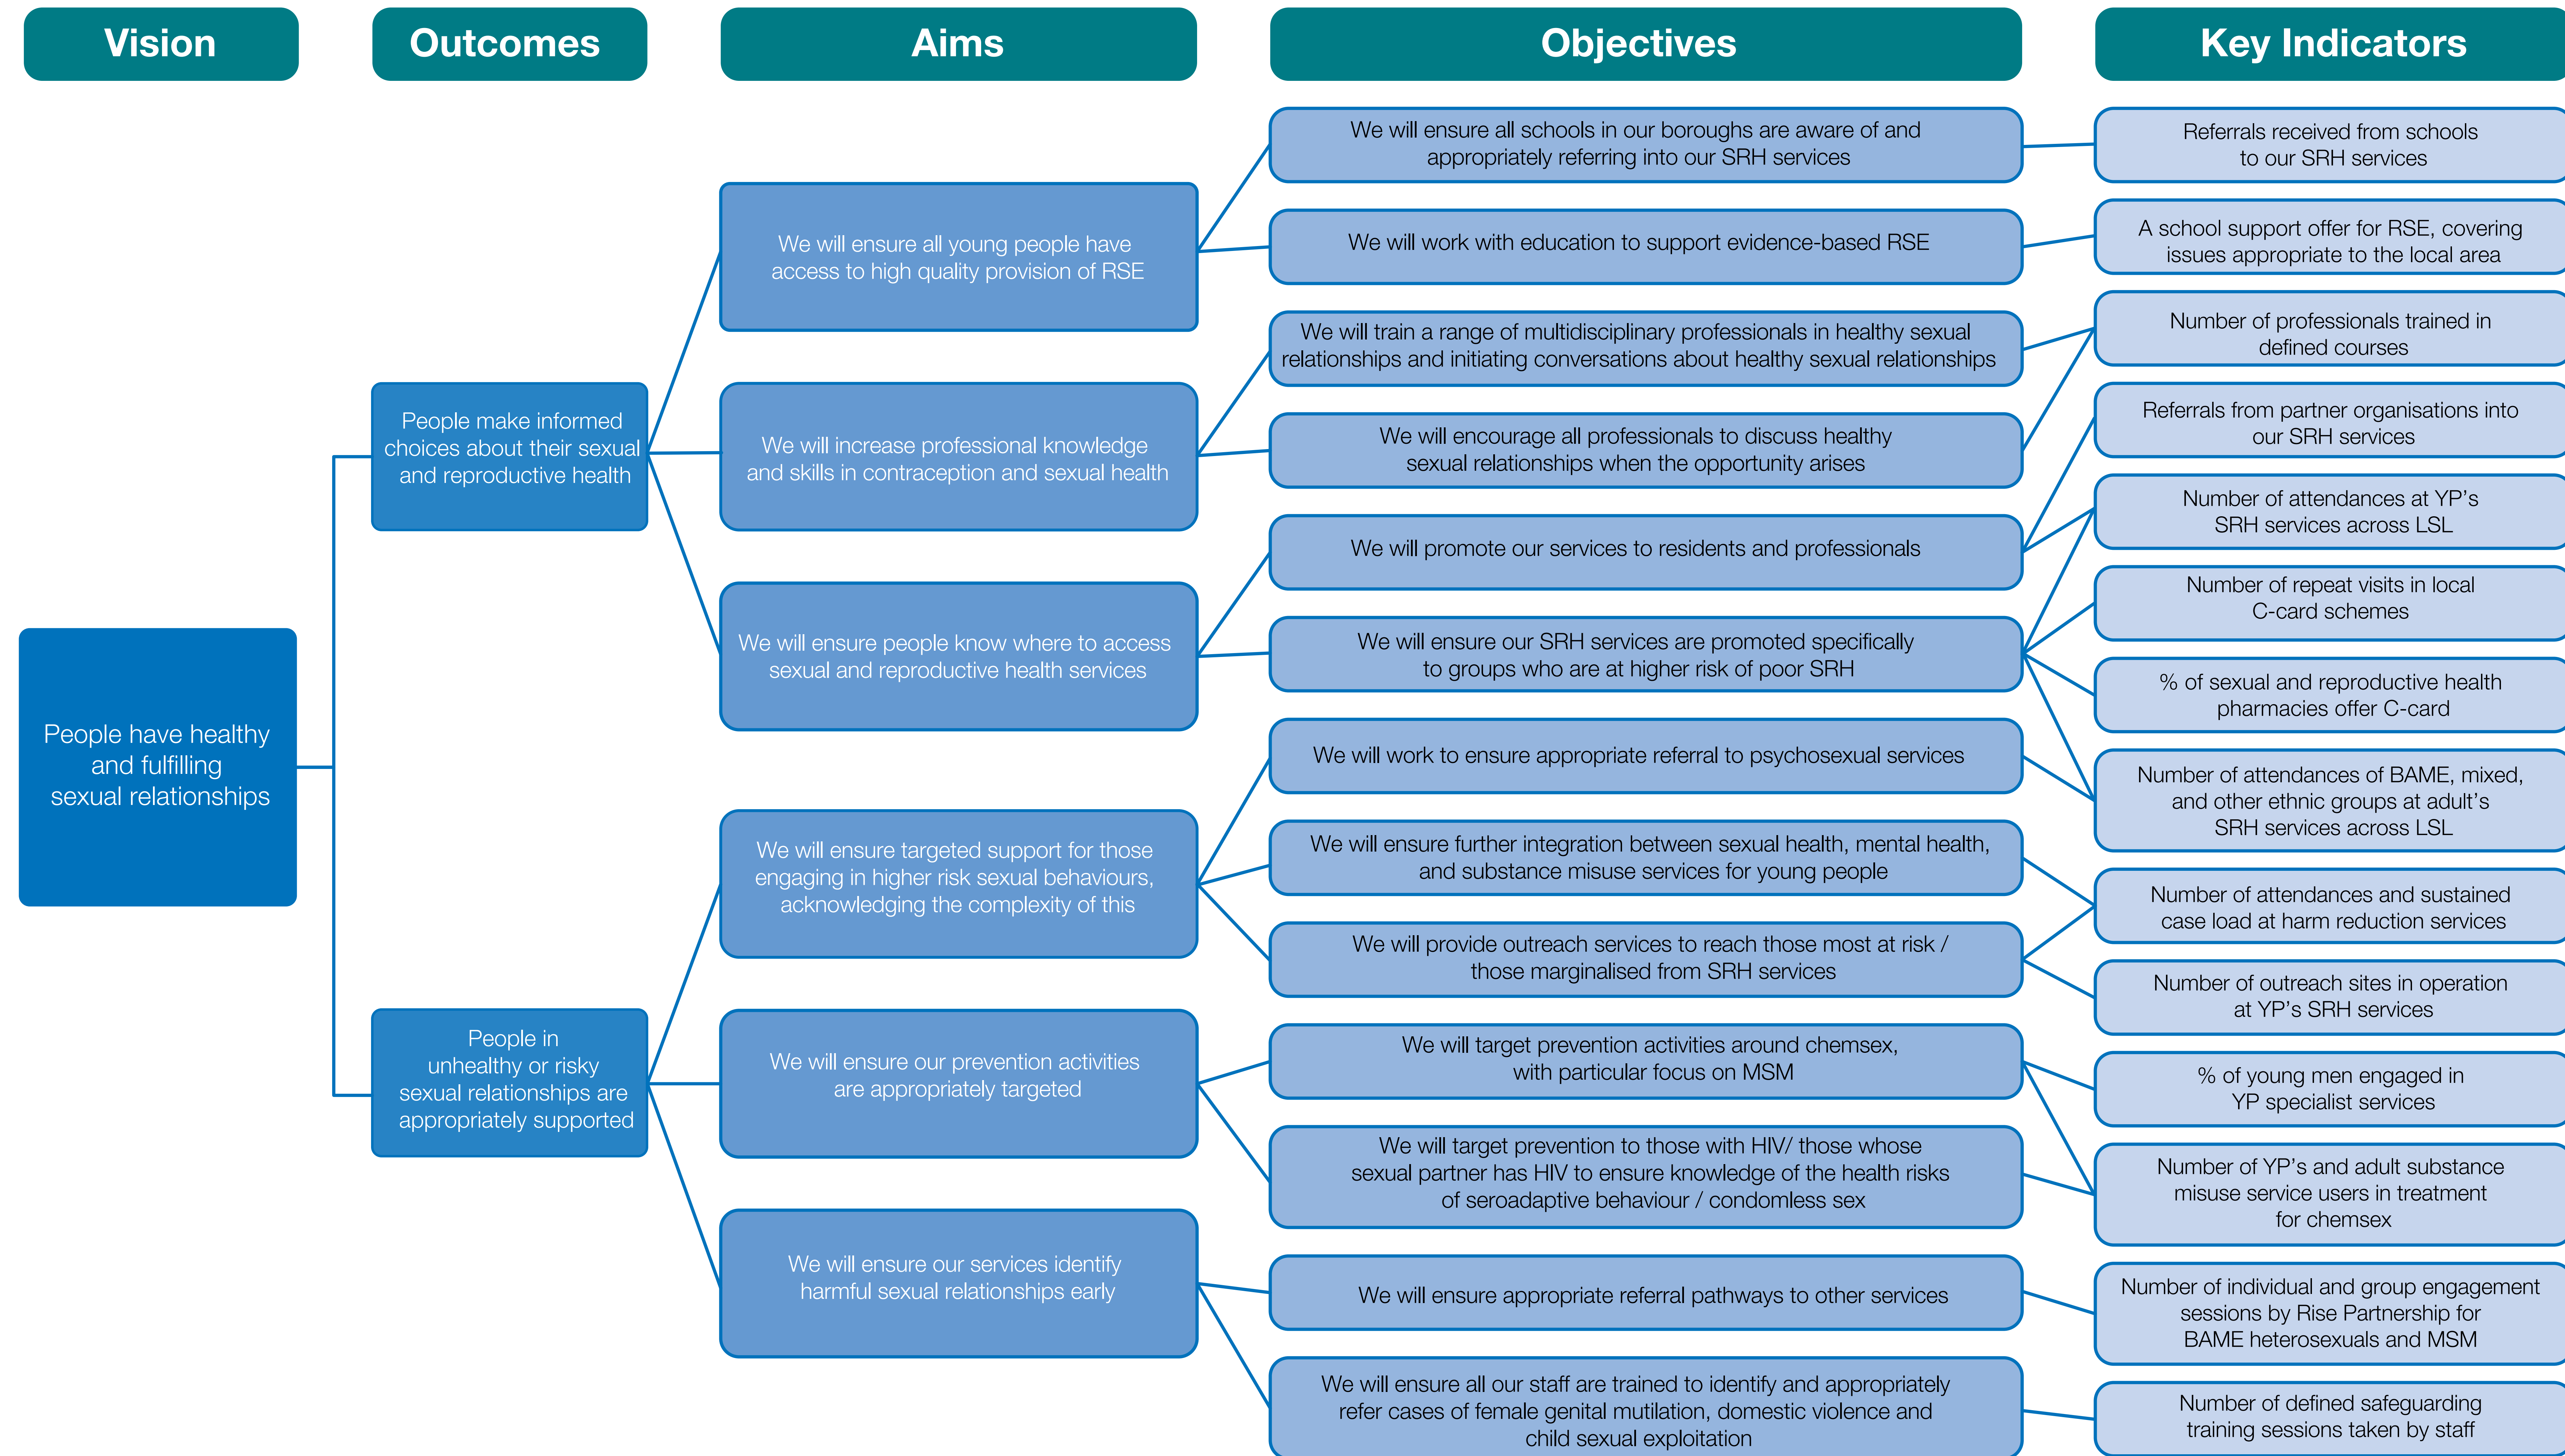 Vision
Outcomes
Aims
Objectives
Key Indicators
People have healthy
and fulfilling
sexual relationships
People make informed
choices about their sexual
and reproductive health
People in
unhealthy or risky
sexual relationships are
appropriately supported
We will ensure all young people have
access to high quality provision of RSE
We will increase professional knowledge
and skills in contraception and sexual health
We will ensure people know where to access
sexual and reproductive health services
We will ensure targeted support for those
engaging in higher risk sexual behaviours,
acknowledging the complexity of this
We will ensure our prevention activities
are appropriately targeted
We will ensure our services identify
harmful sexual relationships early
We will ensure all schools in our boroughs are aware of and
appropriately referring into our SRH services
We will work with education to support evidence-based RSE
We will train a range of multidisciplinary professionals in healthy sexual
relationships and initiating conversations about healthy sexual relationships
We will encourage all professionals to discuss healthy
sexual relationships when the opportunity arises
We will promote our services to residents and professionals
We will ensure our SRH services are promoted specifically
to groups who are at higher risk of poor SRH
We will work to ensure appropriate referral to psychosexual services
We will ensure further integration between sexual health, mental health,
and substance misuse services for young people
We will provide outreach services to reach those most at risk /
those marginalised from SRH services
We will target prevention activities around chemsex,
with particular focus on MSM
We will target prevention to those with HIV/ those whose
sexual partner has HIV to ensure knowledge of the health risks
of seroadaptive behaviour / condomless sex
We will ensure appropriate referral pathways to other services
We will ensure all our staff are trained to identify and appropriately
refer cases of female genital mutilation, domestic violence and
child sexual exploitation
Referrals received from schools
to our SRH services
A school support offer for RSE, covering
issues appropriate to the local area
Number of professionals trained in
defined courses
Referrals from partner organisations into
our SRH services
Number of attendances at YP's
SRH services across LSL
Number of repeat visits in local
C-card schemes
% of sexual and reproductive health
pharmacies offer C-card
Number of attendances of BAME, mixed,
and other ethnic groups at adult's
SRH services across LSL
Number of attendances and sustained
case load at harm reduction services
Number of outreach sites in operation
at YP's SRH services
% of young men engaged in
YP specialist services
Number of YP's and adult substance
misuse service users in treatment
for chemsex
Number of individual and group engagement
sessions by Rise Partnership for
BAME heterosexuals and MSM
Number of defined safeguarding
training sessions taken by staff